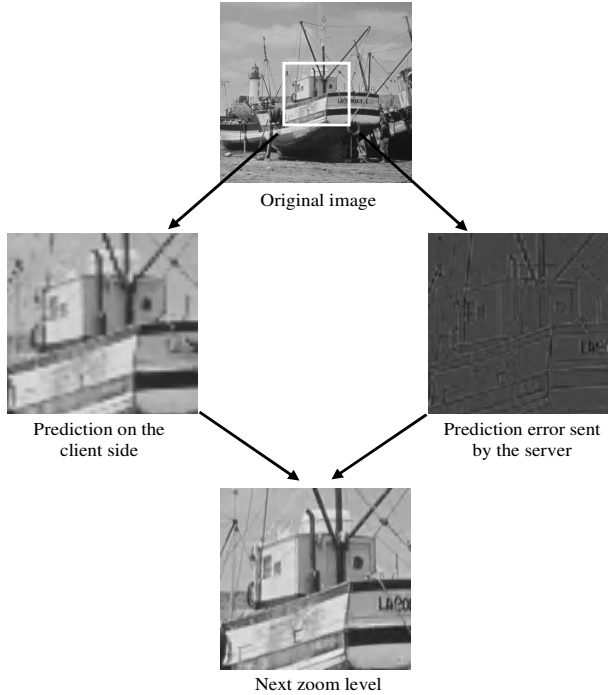 Original image
Prediction on the
client side
Prediction error sent
by the server
Next zoom level